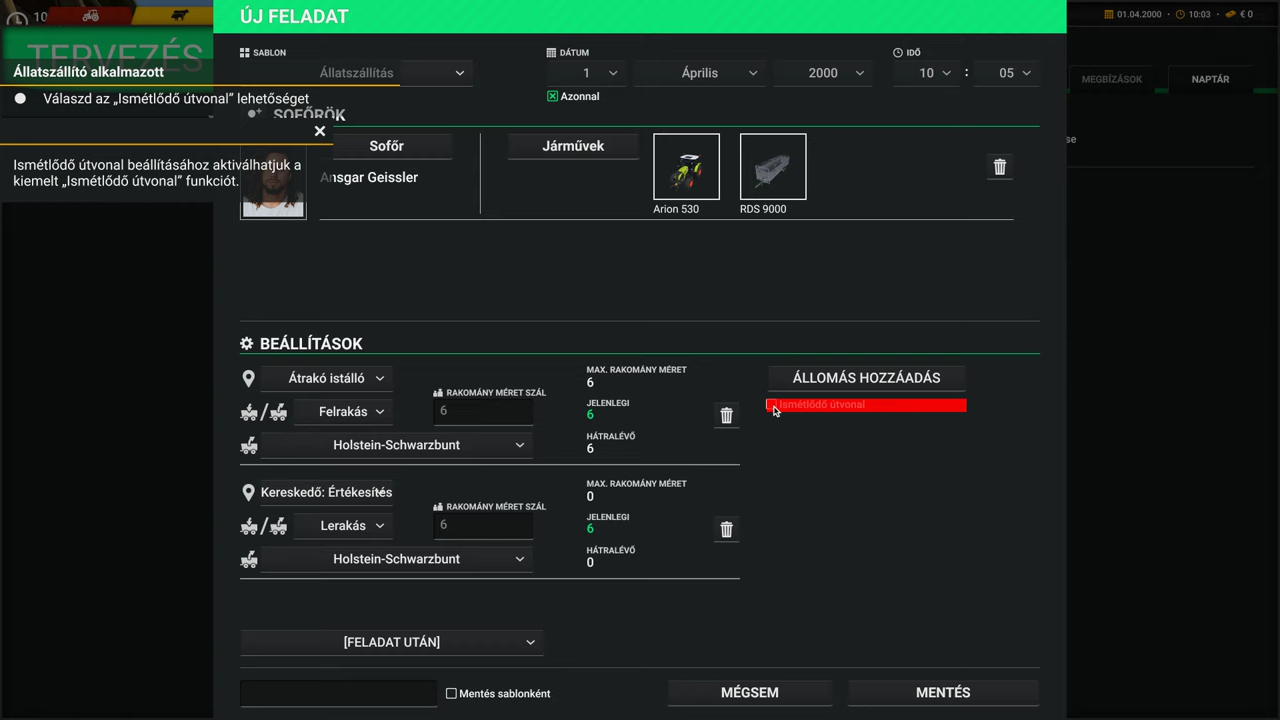 10
ÚJ FELADAT
01.04.2000 • 10:03 • € 0
TERVEZÉS
Állatszállító alkalmazott
Válaszd az „Ismétlődő útvonal” lehetőséget
Ismétlődő útvonal beállításához aktiválhatjuk a
kiemelt „Ismétlődő útvonal” funkciót.
SABLON
Állatszállítás
DÁTUM
1 Április 2000
Azonnal
IDŐ
10 : 05
MEGBÍZÁSOK NAPTÁR
SOFŐRÖK
Sofőr
Ansgar Geissler
Járművek
Arion 530
RDS 9000
BEÁLLÍTÁSOK
Átrakó istálló
Felrakás
Holstein-Schwarzbunt
RAKOMÁNY MÉRET SZÁL
6
MAX. RAKOMÁNY MÉRET
6
JELENLEGI
6
HÁTRALÉVŐ
6
ÁLLOMÁS HOZZÁADÁS
Ismétlődő útvonal
Kereskedő: Értékesítés
Lerakás
Holstein-Schwarzbunt
RAKOMÁNY MÉRET SZÁL
6
MAX. RAKOMÁNY MÉRET
0
JELENLEGI
6
HÁTRALÉVŐ
0
[FELADAT UTÁN]
Mentés sablonként
MÉGSEM
MENTÉS